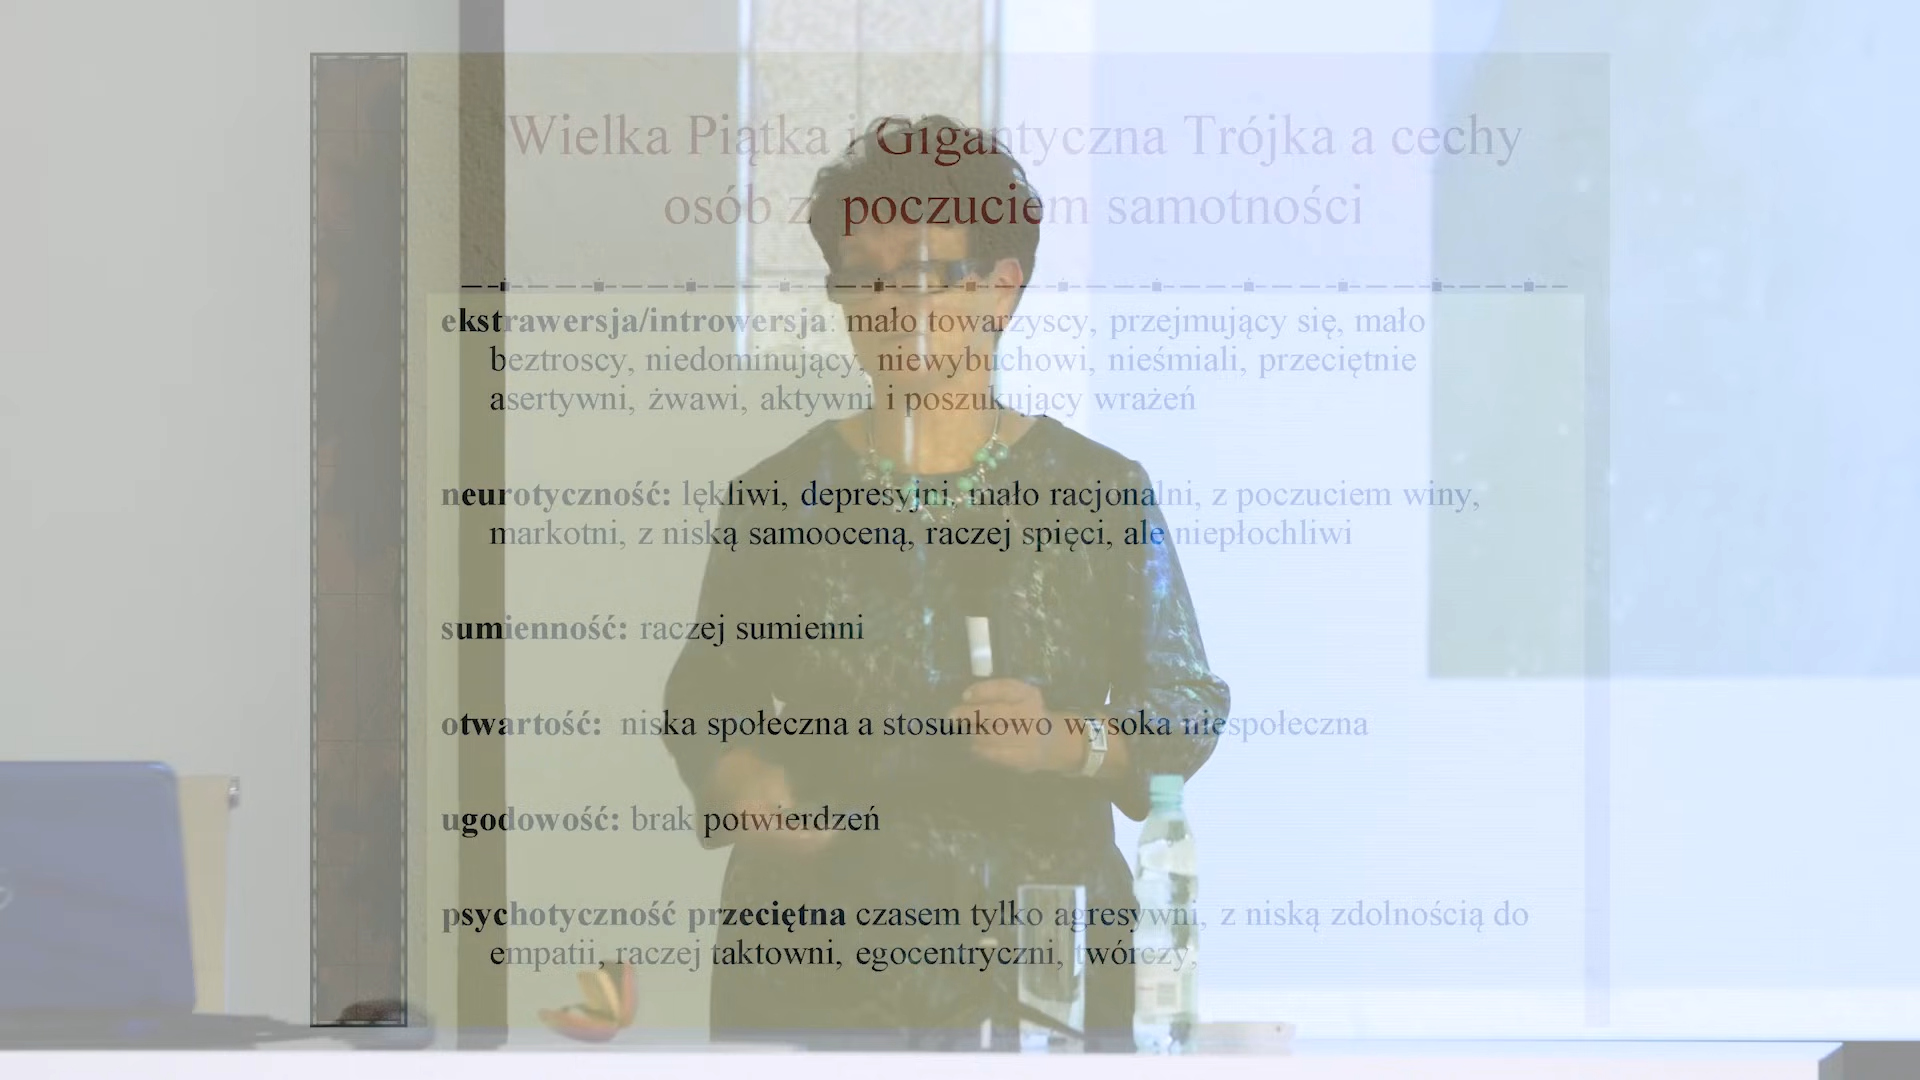 Wielka Piątka i Gigantyczna Trójka a cechy
osób z poczuciem samotności
ekstrawersja/introwersja: mało towarzyscy, przejmujący się, mało
beztroscy, niedominujący, niewybuchowi, nieśmiali, przeciętnie
asertywni, żwawi, aktywni i poszukujący wrażeń
neurotyczność: lękliwi, depresyjni, mało racjonalni, z poczuciem winy,
markotni, z niską samooceną, raczej spięci, ale niepłochliwi
sumienność: raczej sumienni
otwartość: niska społeczna a stosunkowo wysoka niespołeczna
ugodowość: brak potwierdzeń
psychotyczność przeciętna czasem tylko agresywni, z niską zdolnością do
empatii, raczej taktowni, egocentryczni, twórczy,